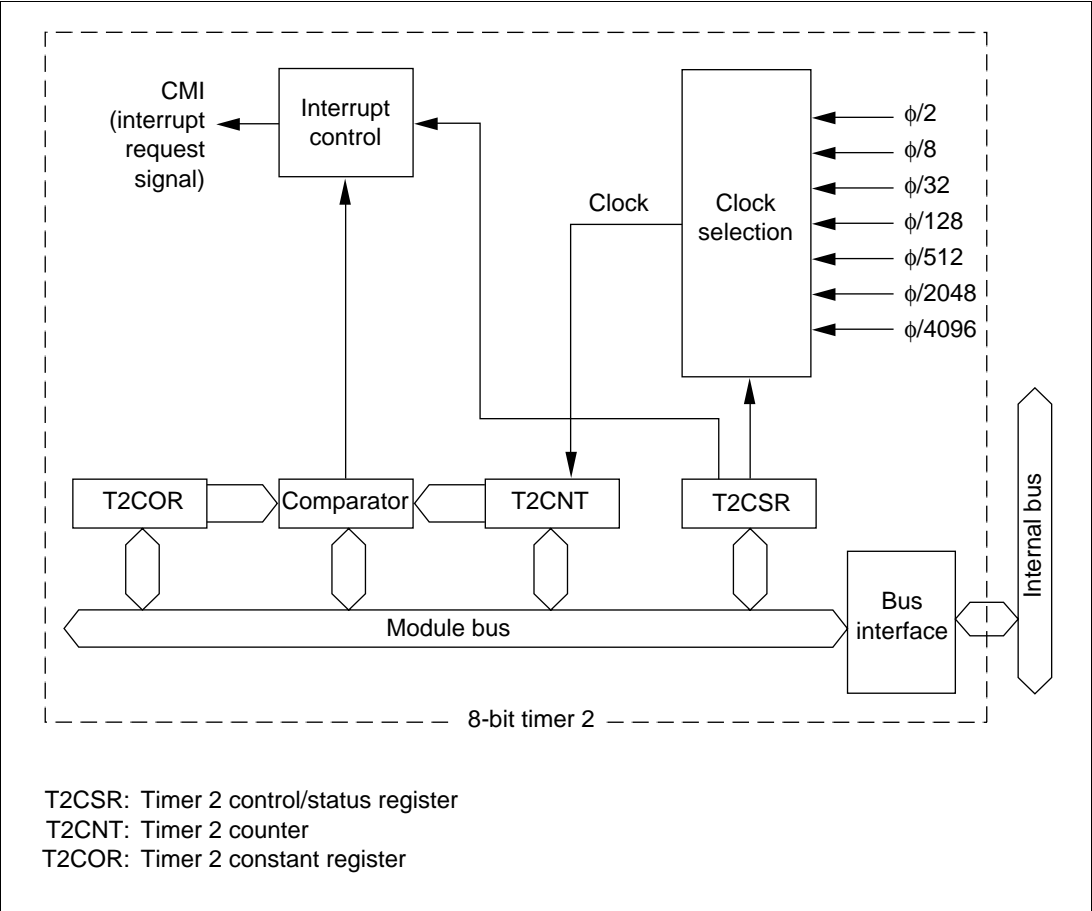 CMI
(interrupt
request
signal)
Interrupt
control
Clock
Clock
selection
ϕ/2
ϕ/8
ϕ/32
ϕ/128
ϕ/512
ϕ/2048
ϕ/4096
T2COR
Comparator
T2CNT
T2CSR
Module bus
Bus
interface
Internal bus
8-bit timer 2
T2CSR: Timer 2 control/status register
T2CNT: Timer 2 counter
T2COR: Timer 2 constant register